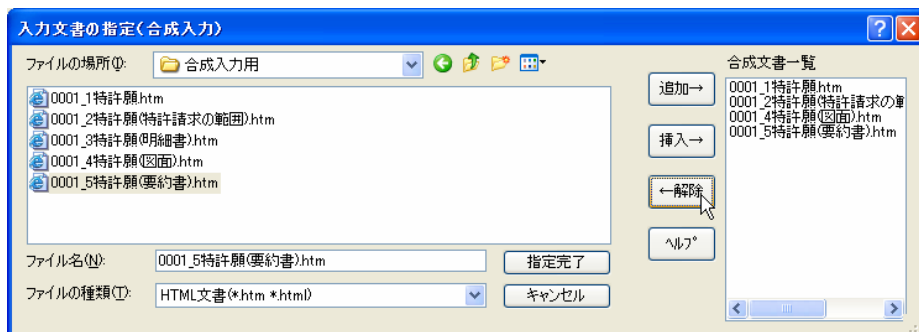 入力文書の指定(合成入力)
ファイルの場所(I):
合成入力用
0001_1特許願.htm
0001_2特許願(特許請求の範囲).htm
0001_3特許願(明細書).htm
0001_4特許願(図面).htm
0001_5特許願(要約書).htm
ファイル名(N):
0001_5特許願(要約書).htm
指定完了
ファイルの種類(T):
HTML文書(*.htm *.html)
キャンセル
追加→
挿入→
←解除
ヘルプ
合成文書一覧
0001_1特許願.htm
0001_2特許願(特許請求の範
0001_4特許願(図面).htm
0001_5特許願(要約書).htm